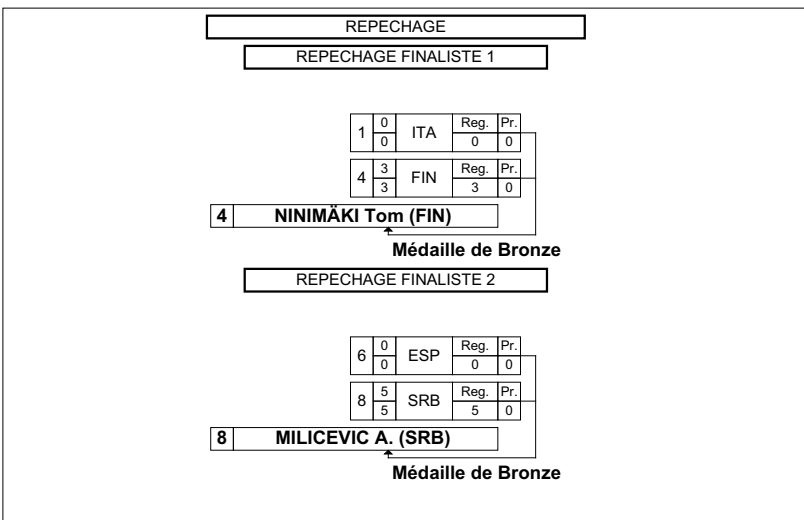 REPECHAGE
REPECHAGE FINALISTE 1
1 0 ITA Reg. Pr.
0 0 0
4 3 FIN Reg. Pr.
3 3 0
4 NINIMÄKI Tom (FIN)
Médaille de Bronze
REPECHAGE FINALISTE 2
6 0 ESP Reg. Pr.
0 0 0
8 5 SRB Reg. Pr.
5 5 0
8 MILICEVIC A. (SRB)
Médaille de Bronze